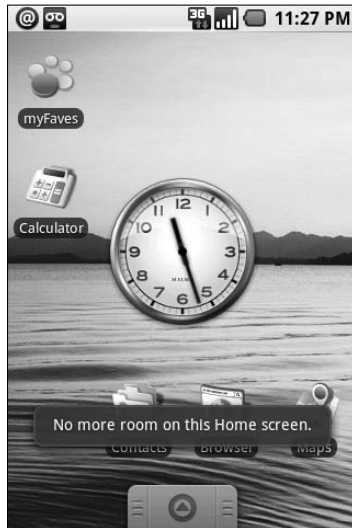 @ 3G 11:27 PM
myFaves
Calculator
12
11 1
10 2
9 3
8 4
7 5
6
No more room on this Home screen.
Contacts Browser Maps